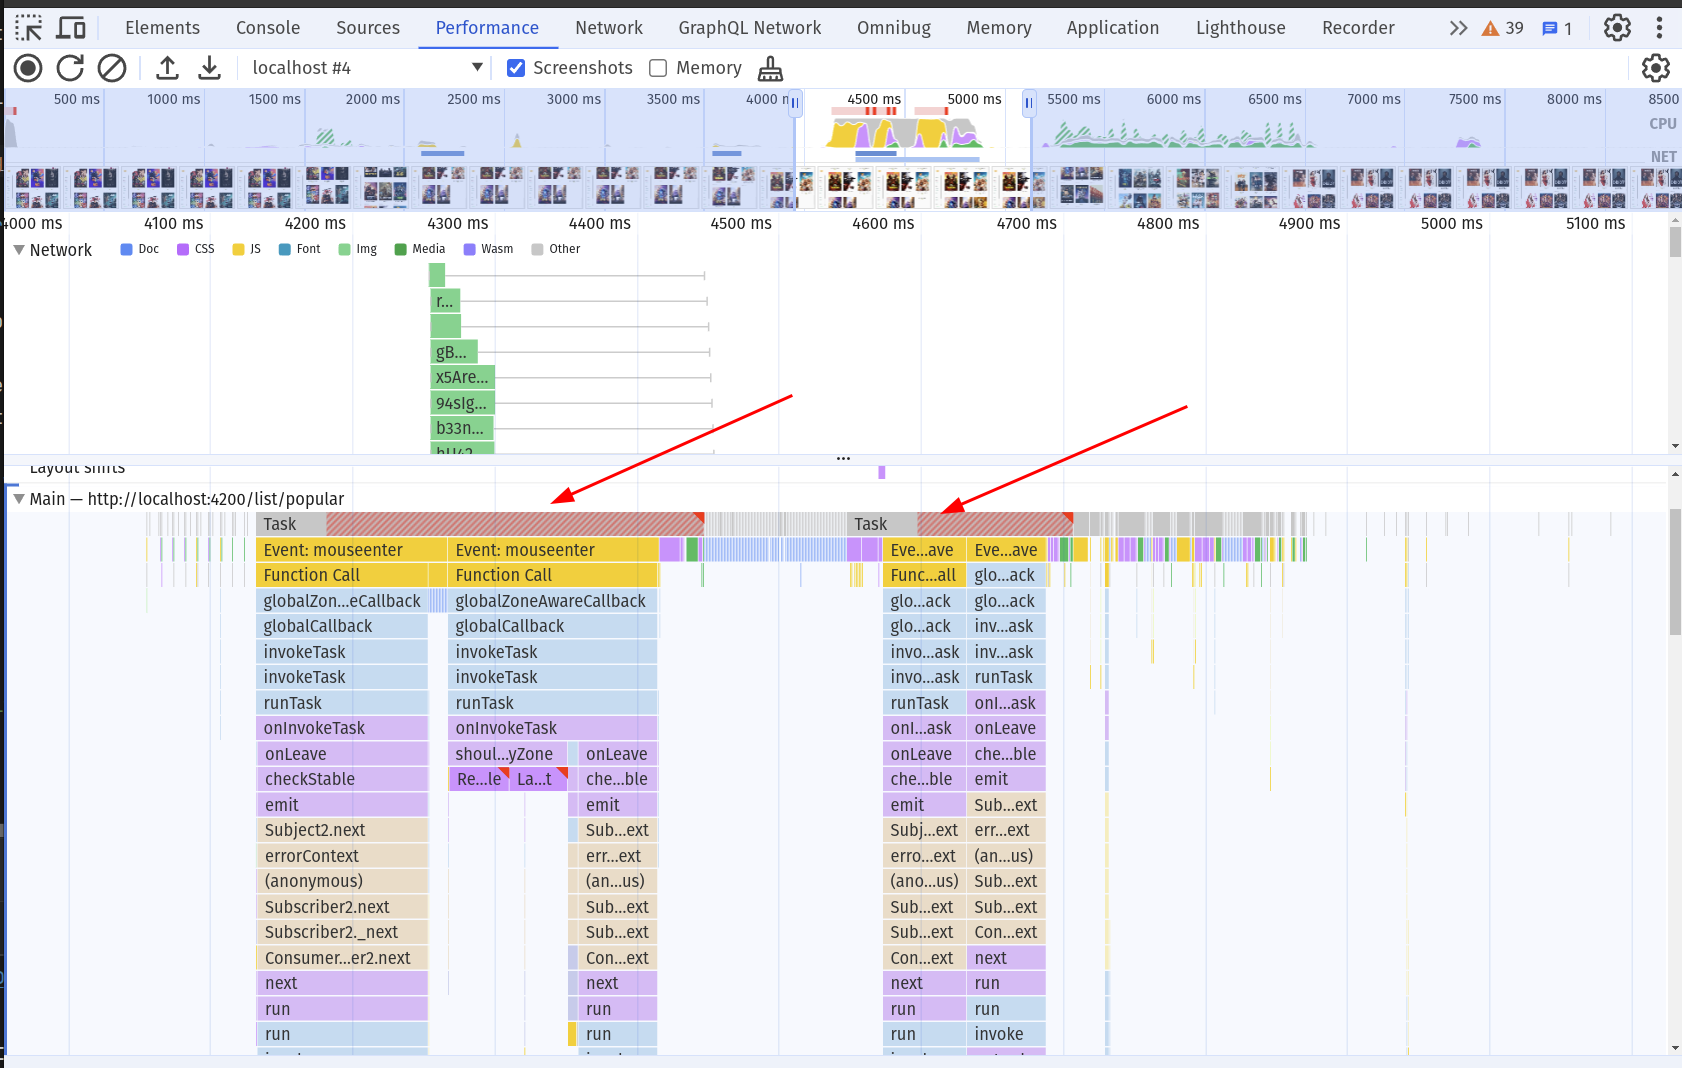 Elements Console Sources Performance Network GraphQL Network Omnibug Memory Application Lighthouse Recorder 39 1
localhost #4 Screenshots Memory
500 ms 1000 ms 1500 ms 2000 ms 2500 ms 3000 ms 3500 ms 4000 n 4500 ms 5000 ms 5500 ms 6000 ms 6500 ms 7000 ms 7500 ms 8000 ms 8500
CPU
NET
4000 ms 4100 ms 4200 ms 4300 ms 4400 ms 4500 ms 4600 ms 4700 ms 4800 ms 4900 ms 5000 ms 5100 ms
Network Doc CSS JS Font Img Media Wasm Other
r...
gB...
x5Are...
94sIg...
b33n...
Layout shifts
Main — http://localhost:4200/list/popular
Task Task
Event: mouseenter Event: mouseenter Eve...ave Eve...ave
Function Call Function Call Func...all glo...ack
globalZon...eCallback globalZoneAwareCallback glo...ack glo...ack
globalCallback globalCallback glo...ack inv...ask
invokeTask invokeTask invo...ask inv...ask
invokeTask invokeTask invo...ask runTask
runTask runTask runTask onI...ask
onInvokeTask onInvokeTask onI...ask onLeave
onLeave shoul...yZone onLeave onLeave che...ble
checkStable Re...le La...t che...ble che...ble emit
emit emit emit Sub...ext
Subject2.next Sub...ext Subj...ext err...ext
errorContext err...ext erro...ext (an...us)
(anonymous) (an...us) (ano...us) Sub...ext
Subscriber2.next Sub...ext Sub...ext Sub...ext
Subscriber2._next Sub...ext Sub...ext Con...ext
Consumer...er2.next Con...ext Con...ext next
next next next run
run run run run
run run run invoke